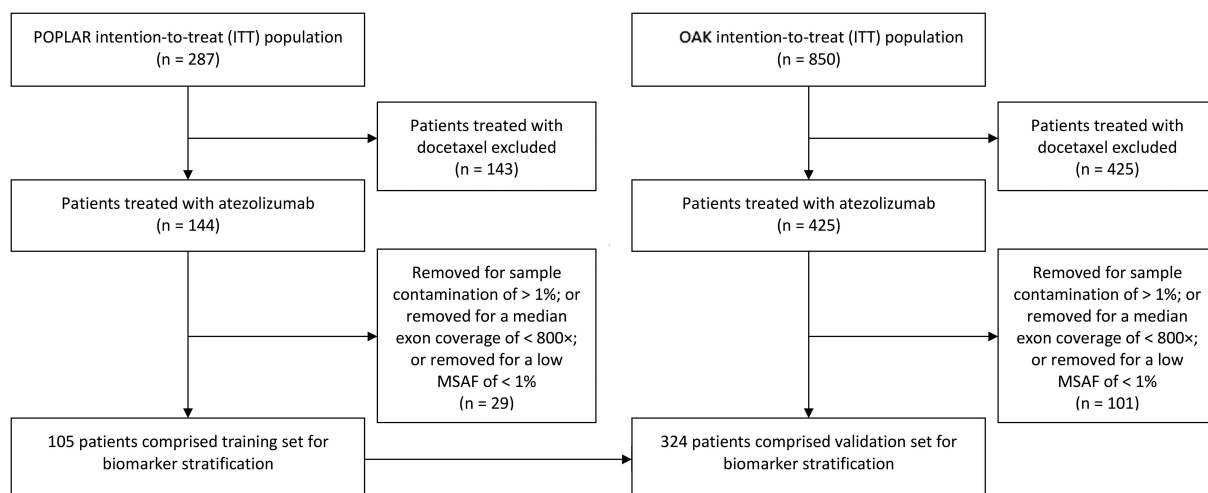 POPLAR intention-to-treat (ITT) population
(n = 287)
Patients treated with
docetaxel excluded
(n = 143)
Patients treated with atezolizumab
(n = 144)
Removed for sample
contamination of > 1%; or
removed for a median
exon coverage of < 800×;
or removed for a low
MSAF of < 1%
(n = 29)
105 patients comprised training set for
biomarker stratification
OAK intention-to-treat (ITT) population
(n = 850)
Patients treated with
docetaxel excluded
(n = 425)
Patients treated with atezolizumab
(n = 425)
Removed for sample
contamination of > 1%; or
removed for a median
exon coverage of < 800×;
or removed for a low
MSAF of < 1%
(n = 101)
324 patients comprised validation set for
biomarker stratification